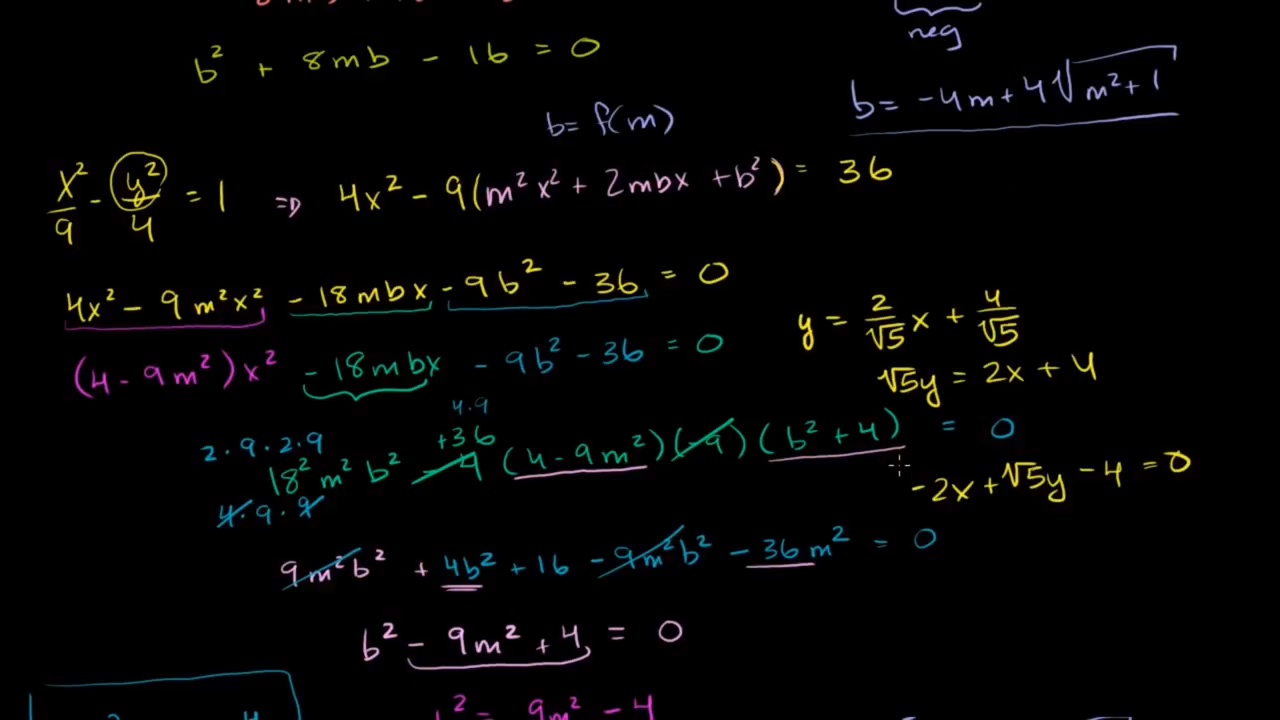 neg
b² + 8mb - 16 = 0
b = -4m + 4√(m² + 1)
b = f(m)
x²/9 - y²/4 = 1 ⇒ 4x² - 9(m²x² + 2mbx + b²) = 36
4x² - 9m²x² - 18mbx - 9b² - 36 = 0
y = 2/√5 x + 4/√5
(4 - 9m²)x² - 18mbx - 9b² - 36 = 0
√5y = 2x + 4
4.9
2·9·2·9 +36
18²m²b² - 4 (4 - 9m²)(-9)(b² + 4) = 0
-2x + √5y - 4 = 0
4·9·9
9m²b² + 4b² + 16 - 9m²b² - 36m² = 0
b² - 9m² + 4 = 0
9m² - 4